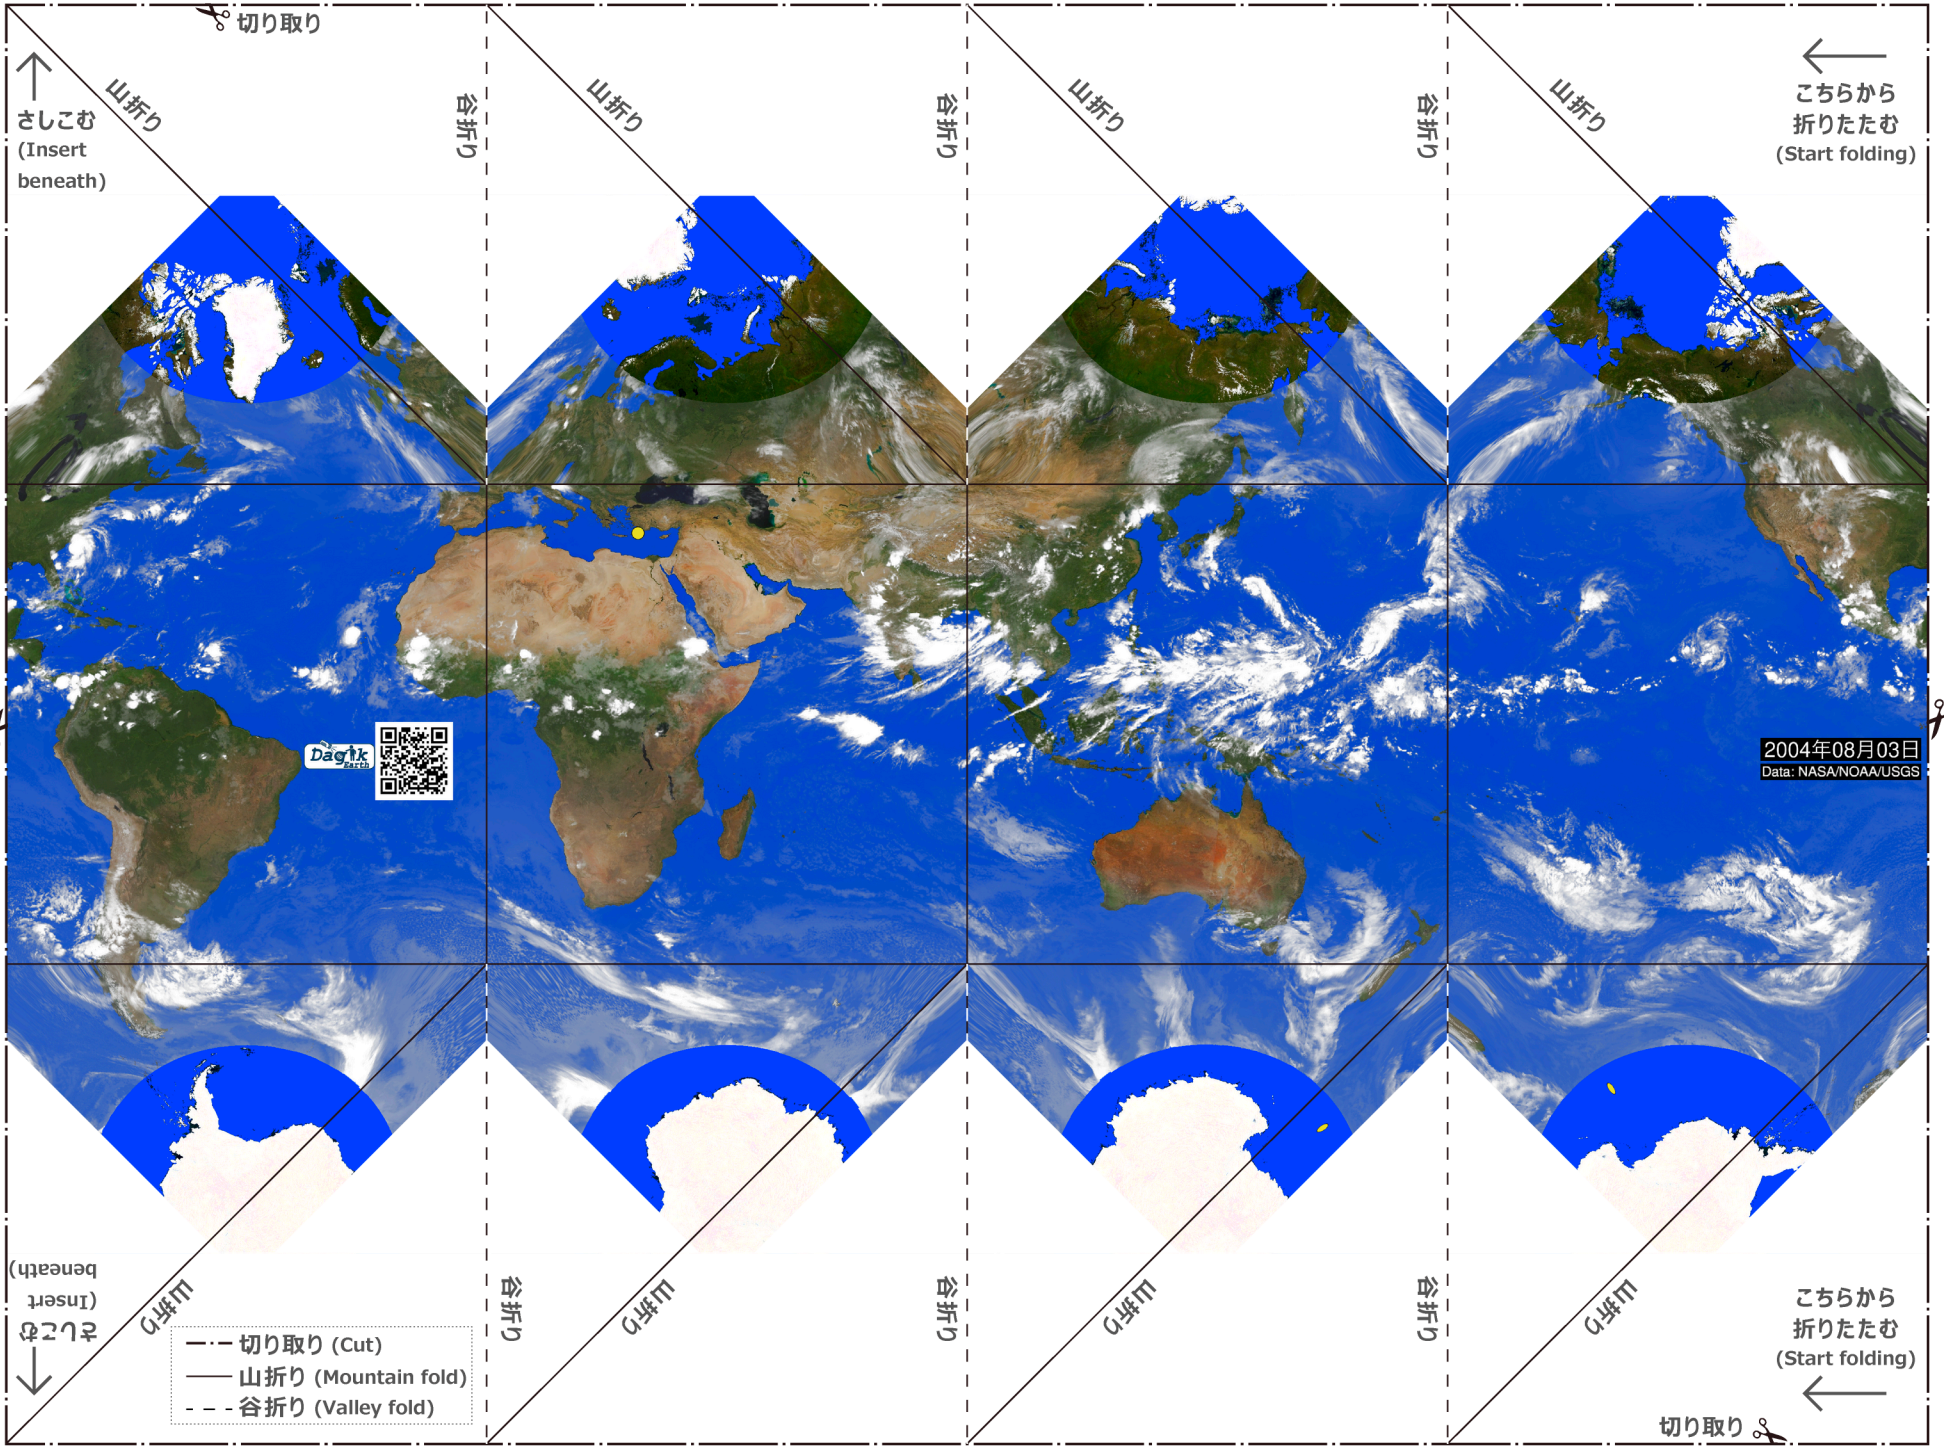 切り取り
山折り
谷折り
山折り
谷折り
山折り
谷折り
山折り
さしこむ
(Insert
beneath)
こちらから
折りたたむ
(Start folding)
Dagik
Earth
2004年08月03日
Data: NASA/NOAA/USGS
さしこむ
(Insert
beneath)
山折り
谷折り
山折り
谷折り
山折り
谷折り
山折り
こちらから
折りたたむ
(Start folding)
切り取り (Cut)
山折り (Mountain fold)
谷折り (Valley fold)
切り取り